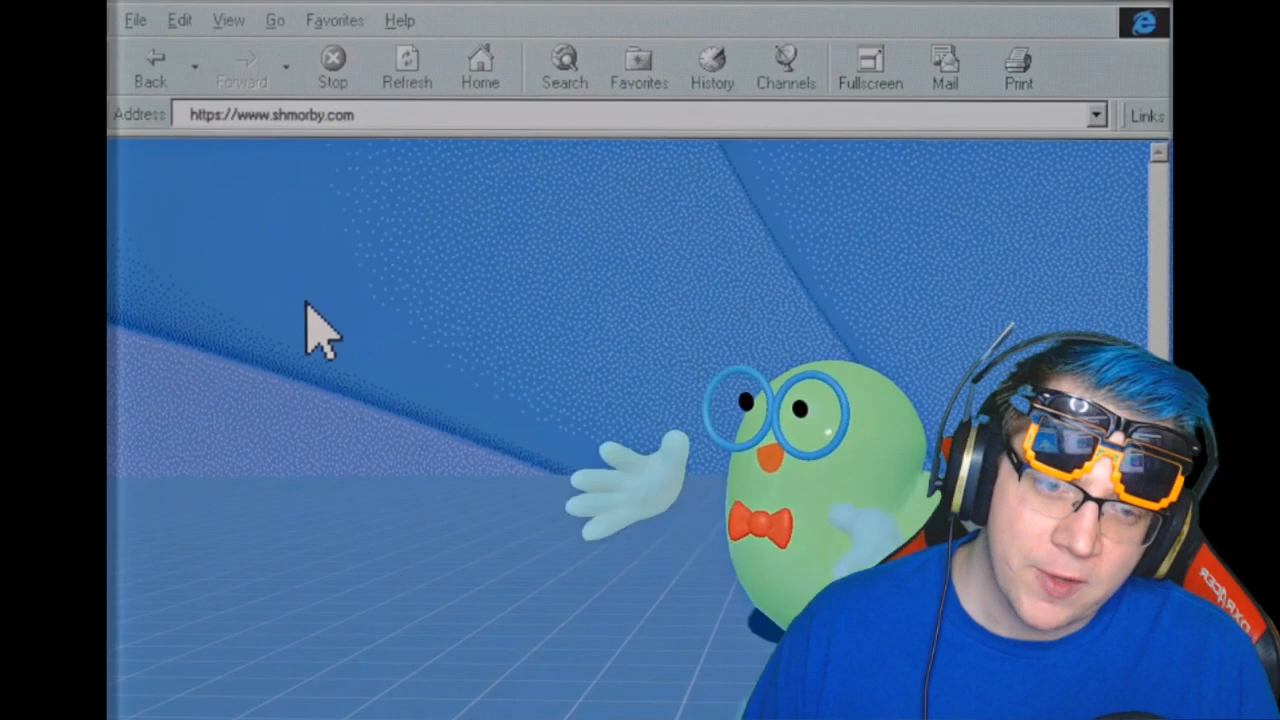 File Edit View Go Favorites Help
Back Forward Stop Refresh Home Search Favorites History Channels Fullscreen Mail Print
Address https://www.shmorby.com Links
DXRACER